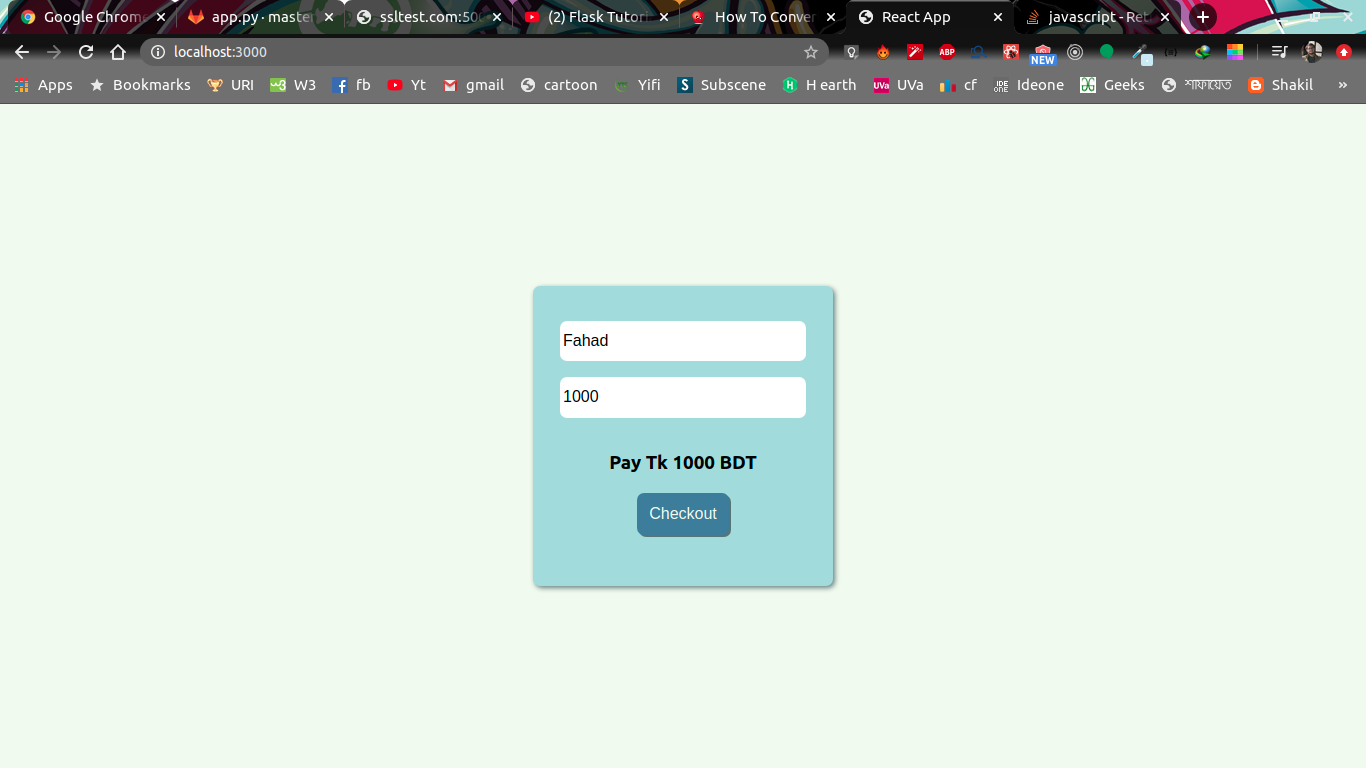 Google Chrome
app.py · master
ssltest.com:500
(2) Flask Tutori
How To Conver
React App
javascript - Ret
localhost:3000
ABP
NEW
Apps
Bookmarks
URI
W3
fb
Yt
gmail
cartoon
Yifi
Subscene
H earth
UVa
cf
Ideone
Geeks
শাফায়েত
Shakil
»
Fahad
1000
Pay Tk 1000 BDT
Checkout